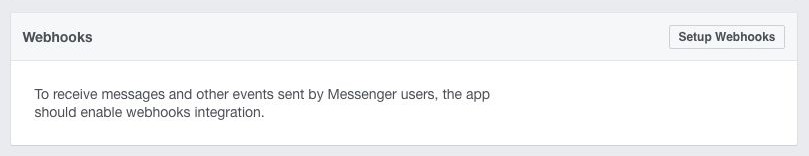 Webhooks
Setup Webhooks
To receive messages and other events sent by Messenger users, the app
should enable webhooks integration.